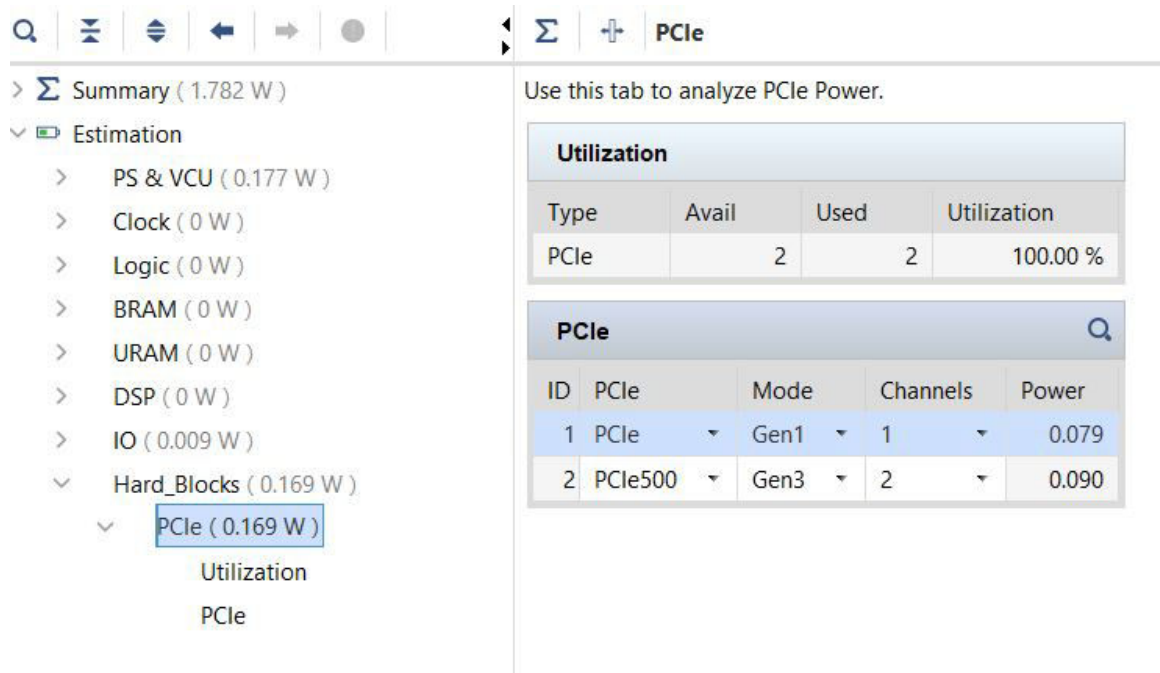 PCIe
Summary ( 1.782 W )
Estimation
PS & VCU ( 0.177 W )
Clock ( 0 W )
Logic ( 0 W )
BRAM ( 0 W )
URAM ( 0 W )
DSP ( 0 W )
IO ( 0.009 W )
Hard_Blocks ( 0.169 W )
PCIe ( 0.169 W )
Utilization
PCIe
Use this tab to analyze PCIe Power.
Utilization
Type Avail Used Utilization
PCIe 2 2 100.00 %
PCIe
ID PCIe Mode Channels Power
1 PCIe Gen1 1 0.079
2 PCIe500 Gen3 2 0.090